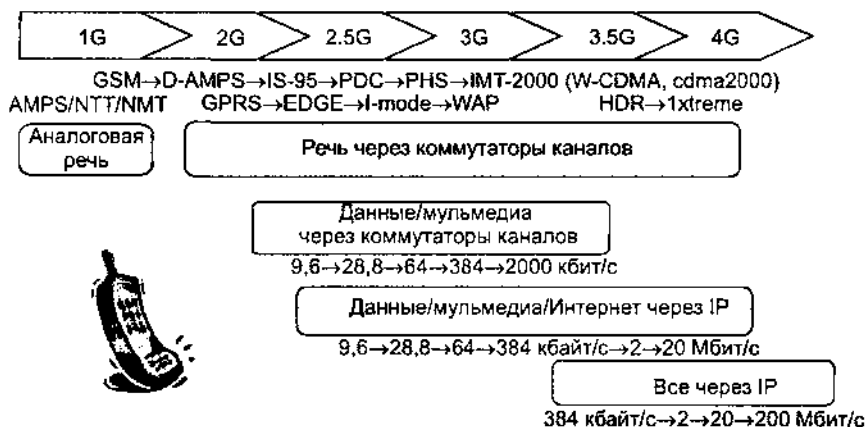 1G 2G 2.5G 3G 3.5G 4G
GSM→D-AMPS→IS-95→PDC→PHS→IMT-2000 (W-CDMA, cdma2000)
AMPS/NTT/NMT GPRS→EDGE→I-mode→WAP HDR→1xtreme
Аналоговая
речь
Речь через коммутаторы каналов
Данные/мульмедиа
через коммутаторы каналов
9,6→28,8→64→384→2000 кбит/с
Данные/мульмедиа/Интернет через IP
9,6→28,8→64→384 кбайт/с→2→20 Мбит/с
Все через IP
384 кбайт/с→2→20→200 Мбит/с